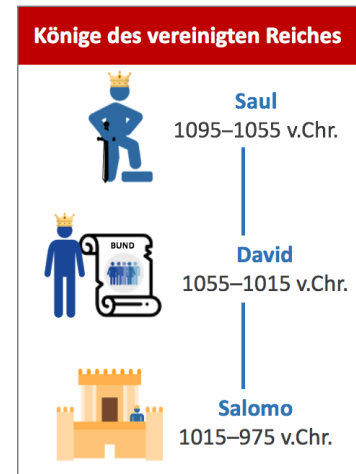 Könige des vereinigten Reiches
Saul
1095–1055 v.Chr.
BUND
David
1055–1015 v.Chr.
Salomo
1015–975 v.Chr.